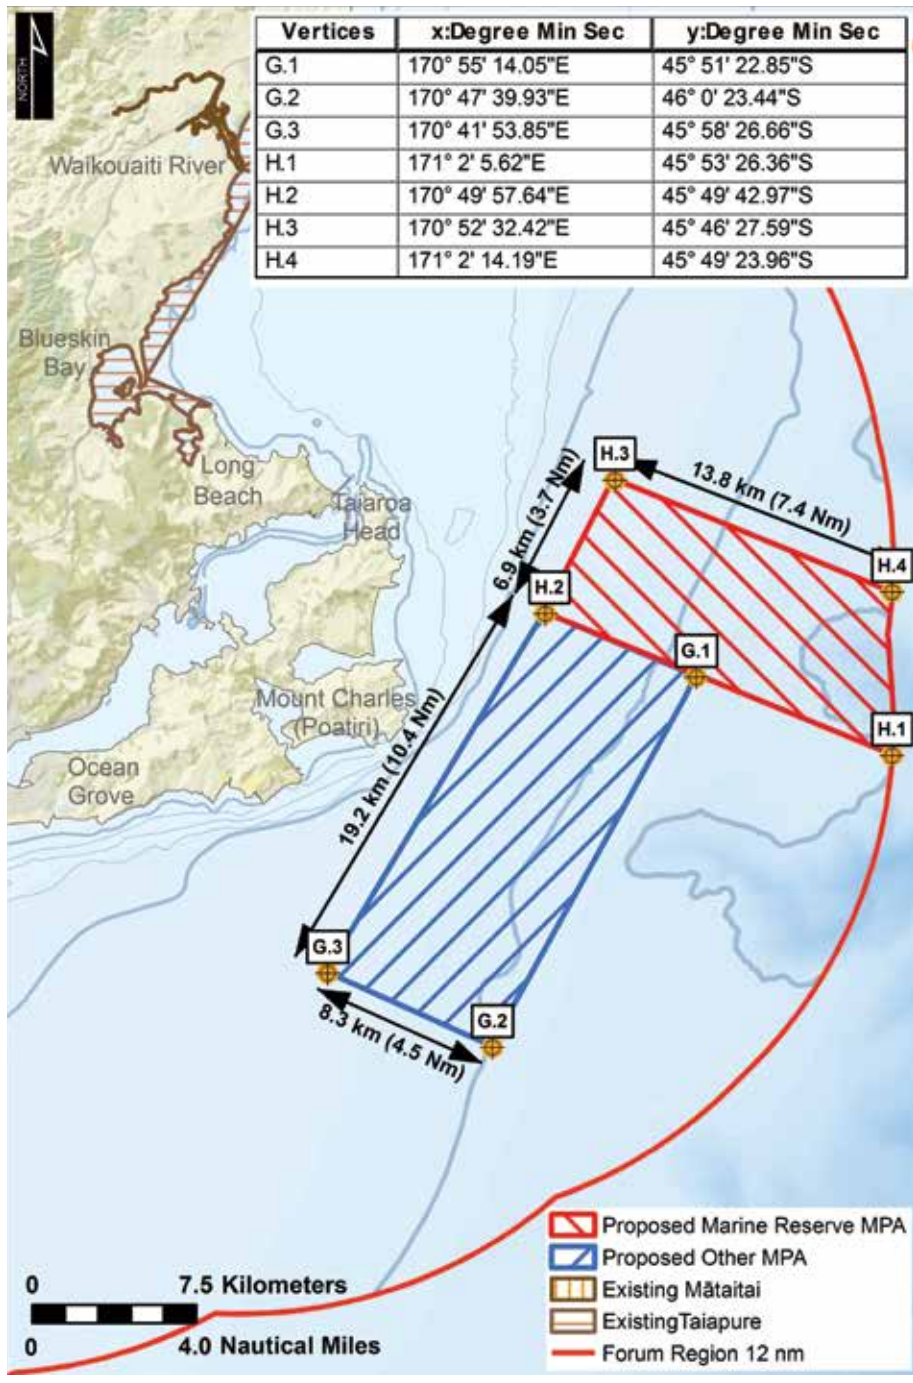 NORTH
Vertices x:Degree Min Sec y:Degree Min Sec
G.1 170° 55' 14.05"E 45° 51' 22.85"S
G.2 170° 47' 39.93"E 46° 0' 23.44"S
G.3 170° 41' 53.85"E 45° 58' 26.66"S
H.1 171° 2' 5.62"E 45° 53' 26.36"S
H.2 170° 49' 57.64"E 45° 49' 42.97"S
H.3 170° 52' 32.42"E 45° 46' 27.59"S
H.4 171° 2' 14.19"E 45° 49' 23.96"S
Waikouaiti River
Blueskin
Bay
Long
Beach
Taiaroa
Head
H.3
13.8 km (7.4 Nm)
6.9 km (3.7 Nm)
H.4
H.2
G.1
Mount Charles
(Poatiri)
H.1
Ocean
Grove
19.2 km (10.4 Nm)
G.3
8.3 km (4.5 Nm)
G.2
Proposed Marine Reserve MPA
Proposed Other MPA
Existing Mātaitai
ExistingTaiapure
Forum Region 12 nm
0 7.5 Kilometers
0 4.0 Nautical Miles